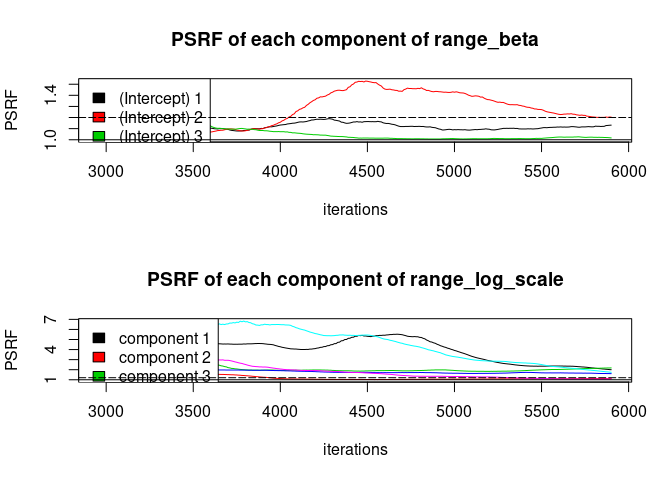 PSRF of each component of range_beta
PSRF
1.0 1.4
(Intercept) 1
(Intercept) 2
(Intercept) 3
3000 3500 4000 4500 5000 5500 6000
iterations
PSRF of each component of range_log_scale
PSRF
1 4 7
component 1
component 2
component 3
3000 3500 4000 4500 5000 5500 6000
iterations